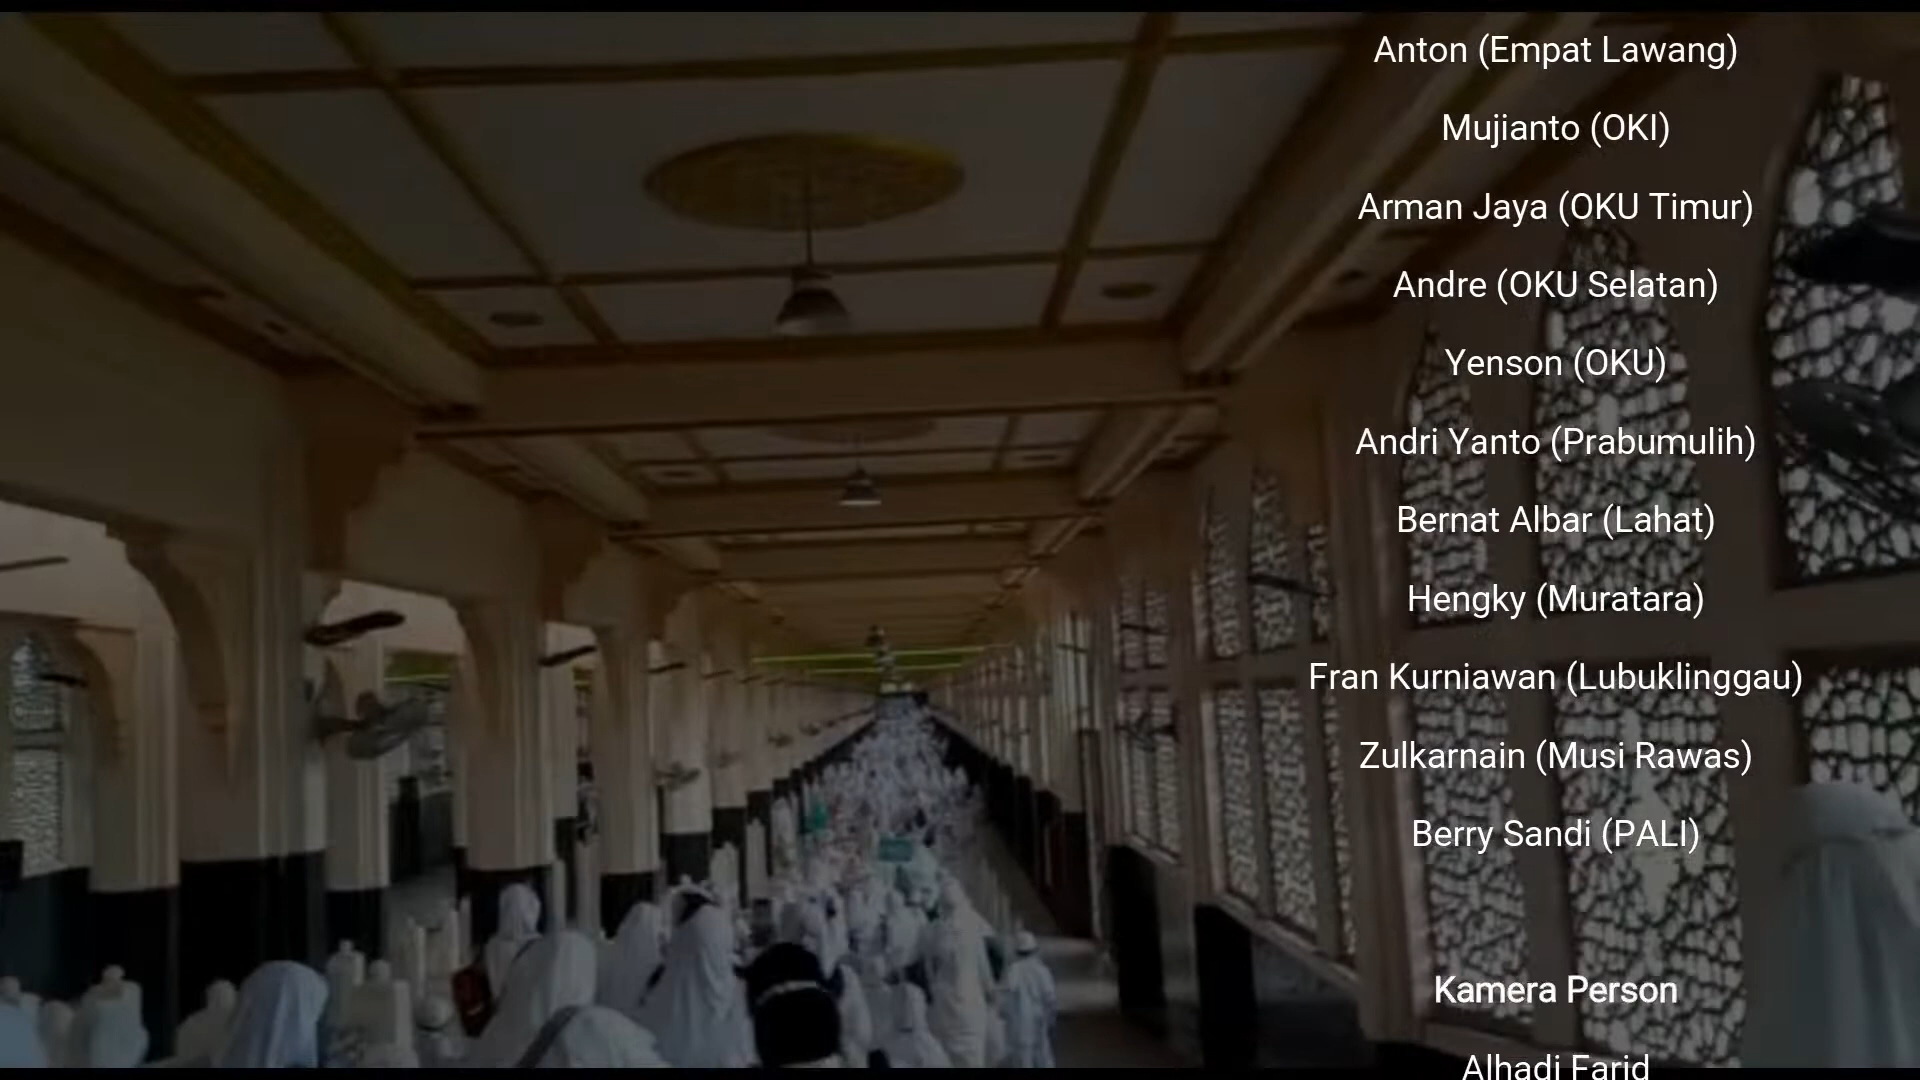 Anton (Empat Lawang)
Mujianto (OKI)
Arman Jaya (OKU Timur)
Andre (OKU Selatan)
Yenson (OKU)
Andri Yanto (Prabumulih)
Bernat Albar (Lahat)
Hengky (Muratara)
Fran Kurniawan (Lubuklinggau)
Zulkarnain (Musi Rawas)
Berry Sandi (PALI)
Kamera Person
Alhadi Farid